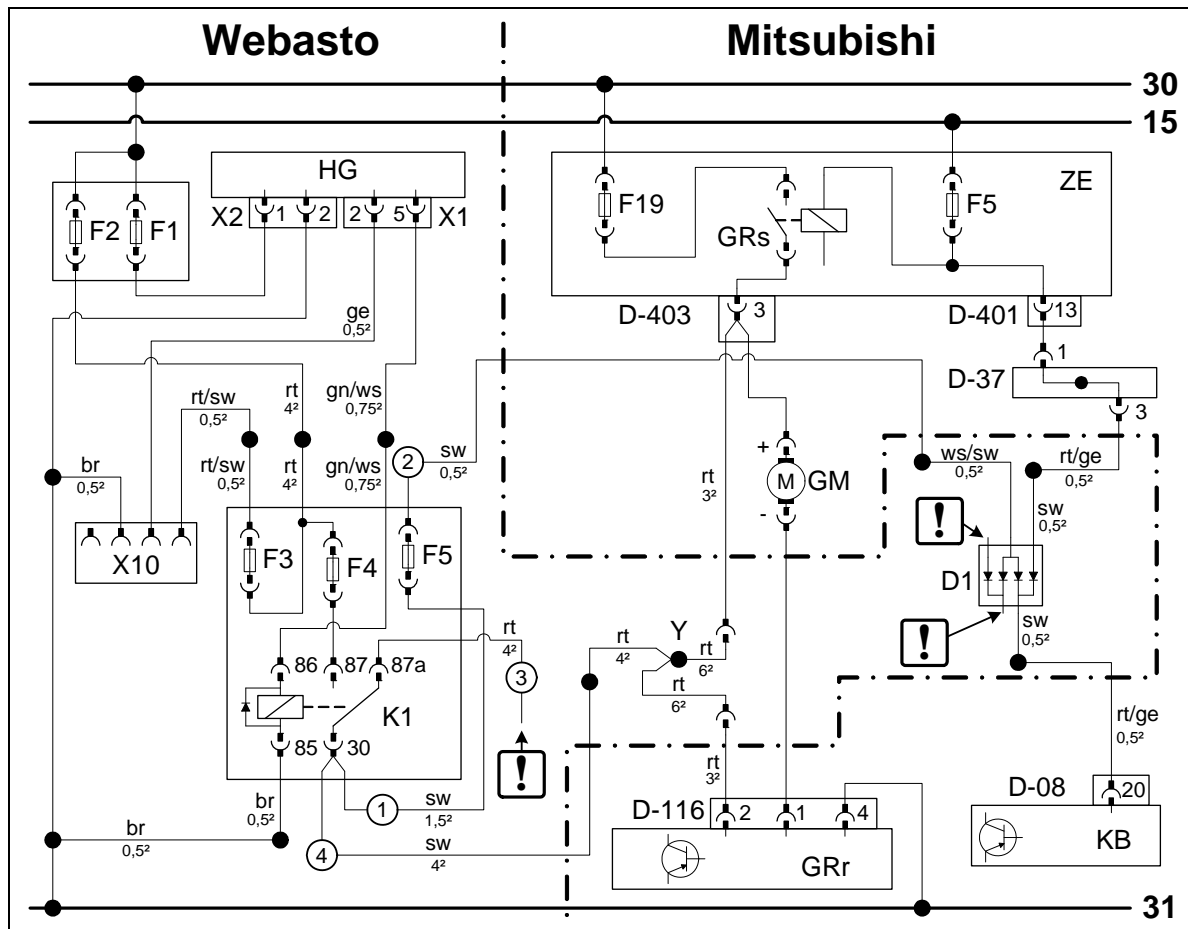 Webasto Mitsubishi
30
15
HG
ZE
F2 F1
X2 1 2 2 5 X1
F19
GRs
F5
D-403 3
D-401 13
ge
0,5²
1
D-37
3
rt/sw
0,5²
rt
4²
gn/ws
0,75²
rt/sw
0,5²
rt
4²
gn/ws
0,75²
2
sw
0,5²
ws/sw
0,5²
rt/ge
0,5²
br
0,5²
rt
3²
+
M GM
-
!
sw
0,5²
X10
F3 F4 F5
D1
!
sw
0,5²
rt
4²
Y
rt
4²
rt
6²
rt
6²
86 87 87a
3
K1
85 30
!
rt
3²
rt/ge
0,5²
br
0,5²
1
sw
1,5²
br
0,5²
4
sw
4²
D-116 2 1 4
GRr
D-08 20
KB
31